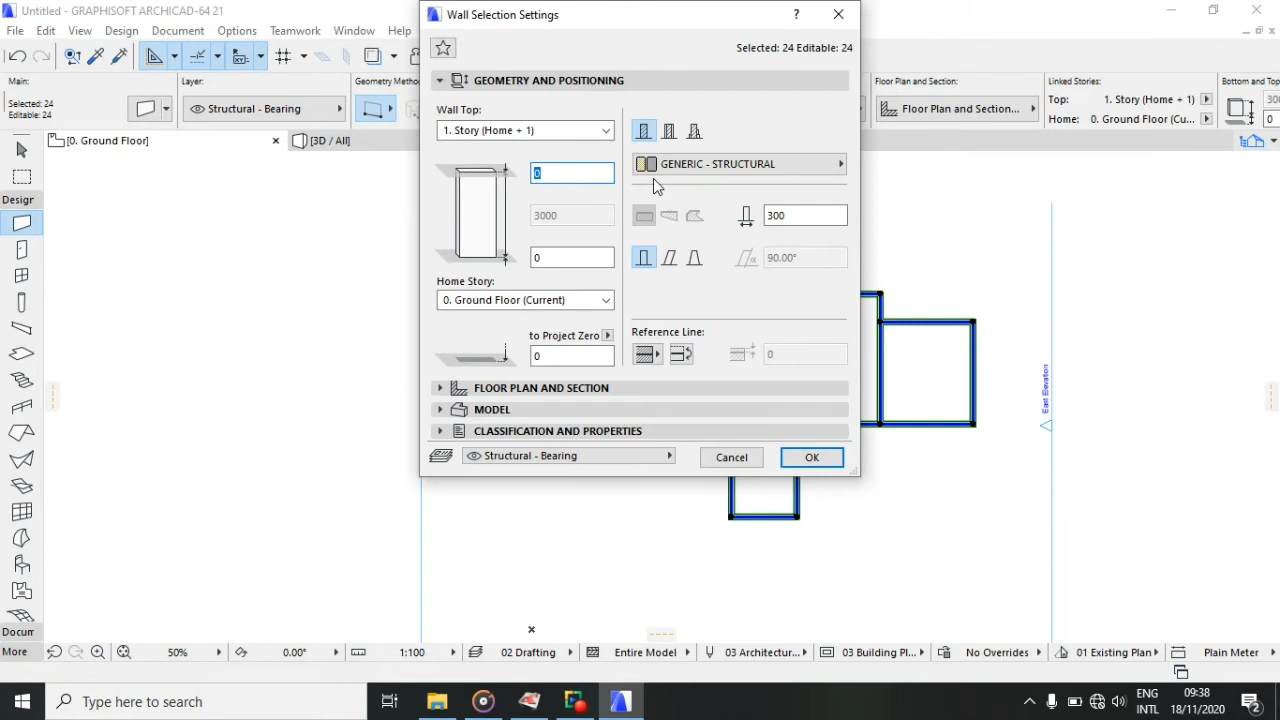 Untitled - GRAPHISOFT ARCHICAD-64 21
File Edit View Design Document Options Teamwork Window Help
Main:
Selected: 24
Editable: 24
Layer:
Structural - Bearing
Geometry Metho
Floor Plan and Section:
Floor Plan and Section...
Linked Stories:
Top: 1. Story (Home + 1)
Home: 0. Ground Floor (Cu...
Bottom and Top
300
0
[0. Ground Floor]
[3D / All]
Design
Wall Selection Settings
?
Selected: 24 Editable: 24
GEOMETRY AND POSITIONING
Wall Top:
1. Story (Home + 1)
0
3000
0
Home Story:
0. Ground Floor (Current)
to Project Zero
0
GENERIC - STRUCTURAL
300
90.00°
Reference Line:
0
FLOOR PLAN AND SECTION
MODEL
CLASSIFICATION AND PROPERTIES
Structural - Bearing
Cancel
OK
East Elevation
Docum
More
50%
0.00°
1:100
02 Drafting
Entire Model
03 Architectur...
03 Building Pl...
No Overrides
01 Existing Plan
Plain Meter
Type here to search
ENG
INTL
09:38
18/11/2020
2